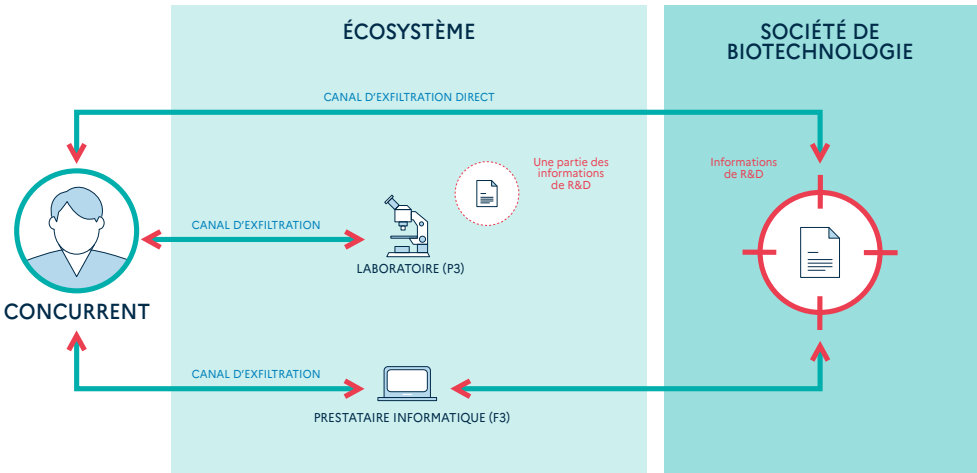 ÉCOSYSTÈME
SOCIÉTÉ DE
BIOTECHNOLOGIE
CANAL D'EXFILTRATION DIRECT
Une partie des
informations
de R&D
Informations
de R&D
CANAL D'EXFILTRATION
LABORATOIRE (P3)
CONCURRENT
CANAL D'EXFILTRATION
PRESTATAIRE INFORMATIQUE (F3)